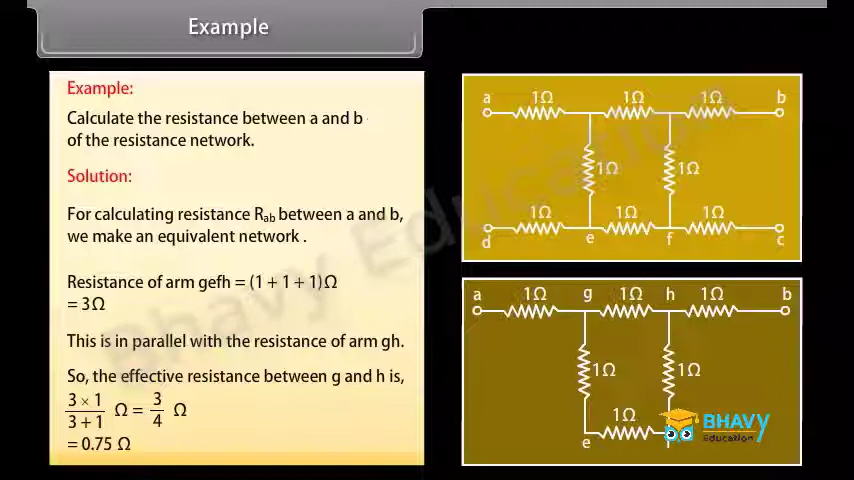 Example
Example:
Calculate the resistance between a and b
of the resistance network.
Solution:
For calculating resistance Rab between a and b,
we make an equivalent network .
Resistance of arm gefh = (1 + 1 + 1)Ω
= 3Ω
This is in parallel with the resistance of arm gh.
So, the effective resistance between g and h is,
3 × 1 / 3 + 1 Ω = 3 / 4 Ω
= 0.75 Ω
a 1Ω 1Ω 1Ω b
1Ω 1Ω
d 1Ω e 1Ω f 1Ω c
a 1Ω g 1Ω h 1Ω b
1Ω 1Ω
e 1Ω
BHAVY
Education
Bhavy Education